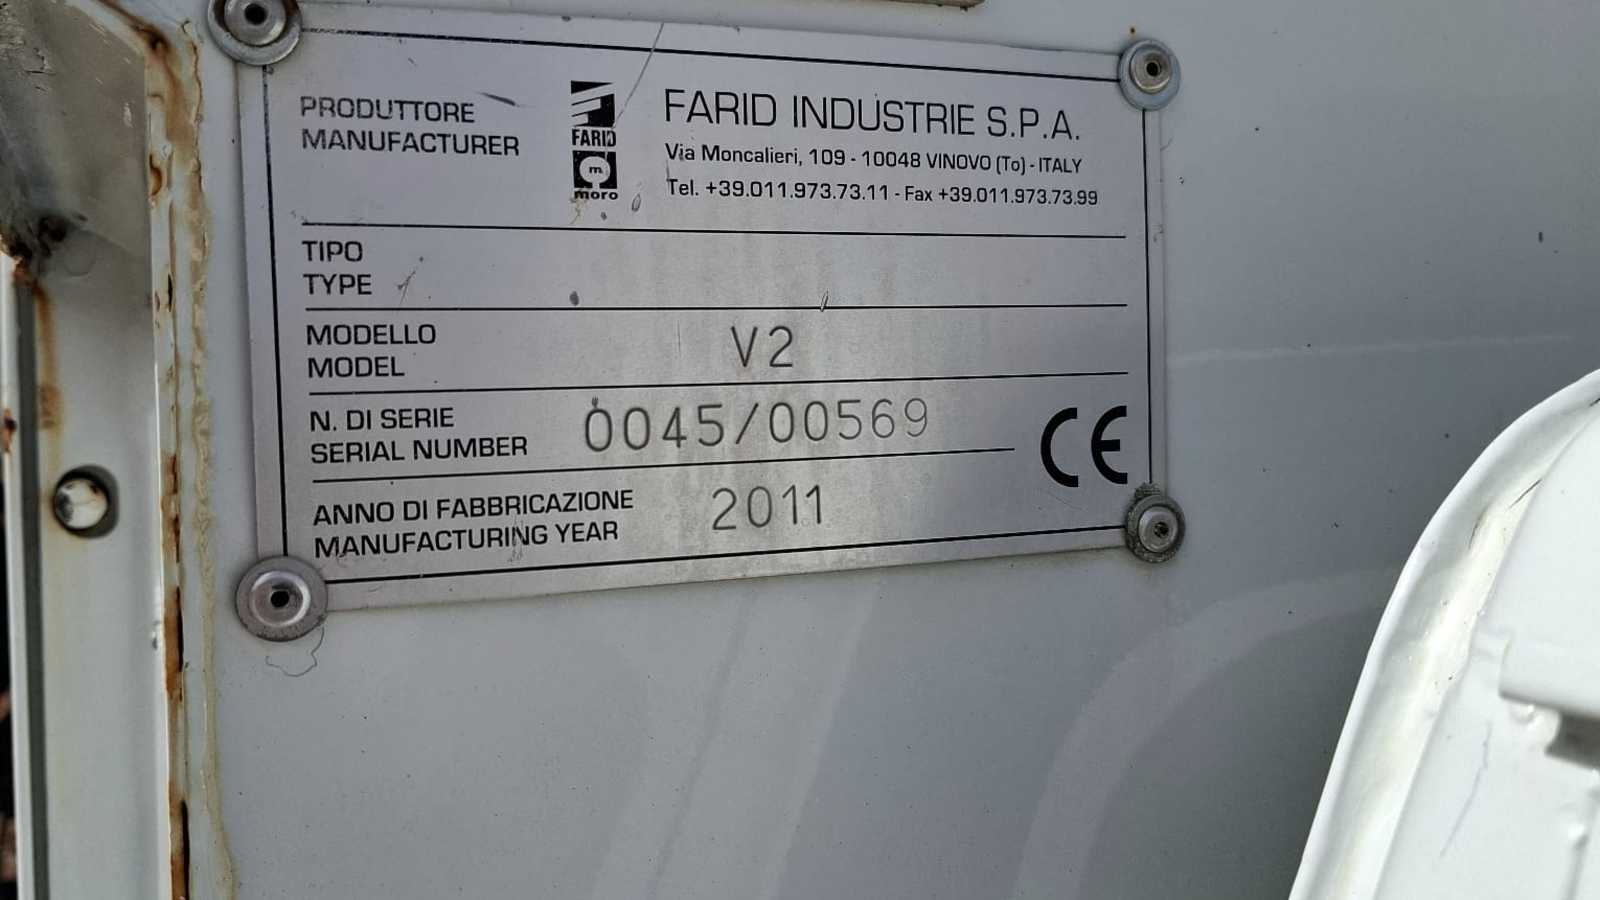 PRODUTTORE
MANUFACTURER
FARID
m
moro
FARID INDUSTRIE S.P.A.
Via Moncalieri, 109 - 10048 VINOVO (To) - ITALY
Tel. +39.011.973.73.11 - Fax +39.011.973.73.99
TIPO
TYPE
MODELLO
MODEL
V2
N. DI SERIE
SERIAL NUMBER
0045/00569
CE
ANNO DI FABBRICAZIONE
MANUFACTURING YEAR
2011